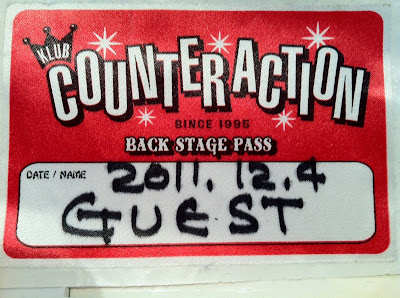 KLUB
COUNTERACTION
SINCE 1995
BACK STAGE PASS
DATE / NAME 2011.12.4
GUEST